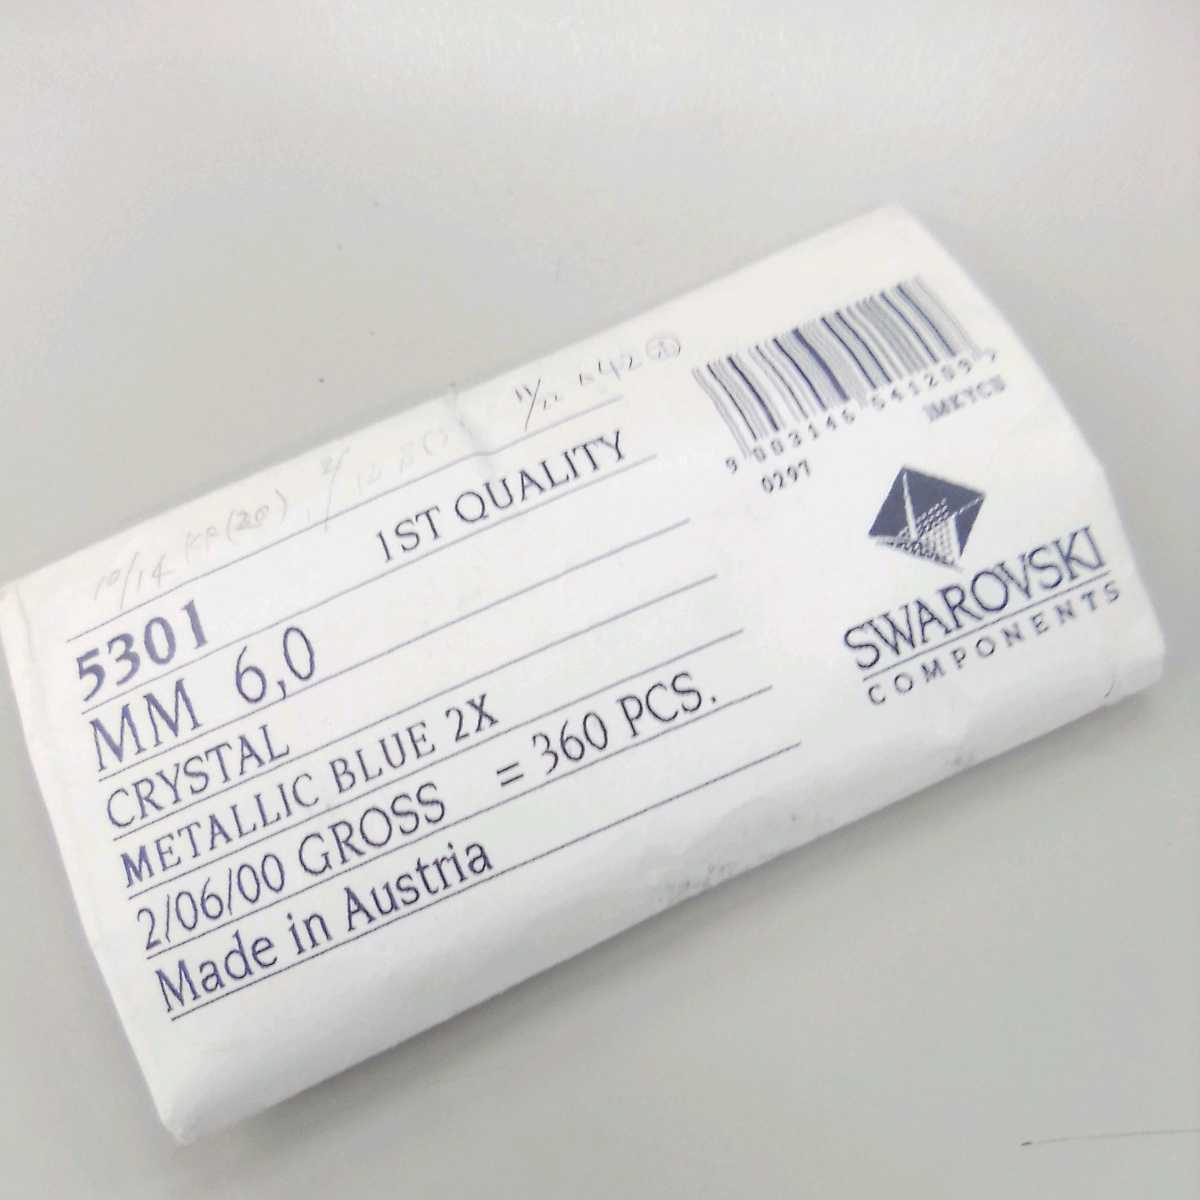 1ST QUALITY
5301
MM 6,0
CRYSTAL
METALLIC BLUE 2X
2/06/00 GROSS = 360 PCS.
Made in Austria
0297
SWAROVSKI
COMPONENTS